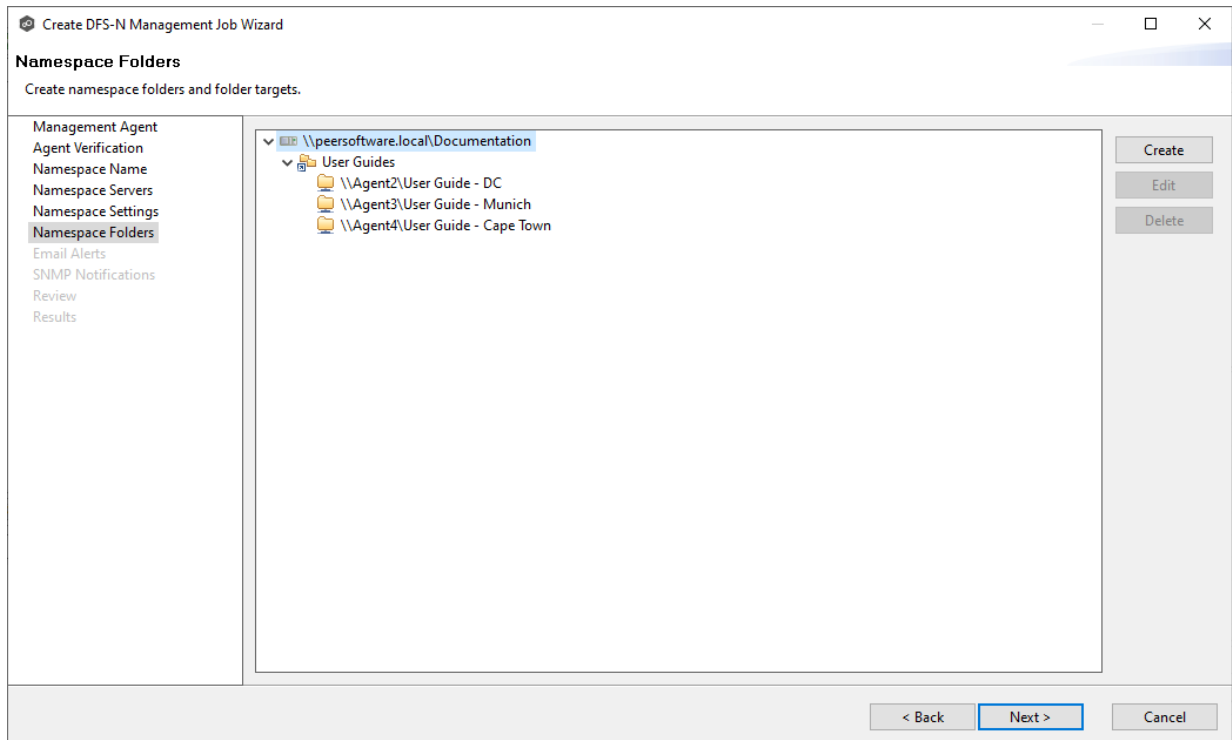 Create DFS-N Management Job Wizard
Namespace Folders
Create namespace folders and folder targets.
Management Agent
Agent Verification
Namespace Name
Namespace Servers
Namespace Settings
Namespace Folders
Email Alerts
SNMP Notifications
Review
Results
\\peersoftware.local\Documentation
User Guides
\\Agent2\User Guide - DC
\\Agent3\User Guide - Munich
\\Agent4\User Guide - Cape Town
Create
Edit
Delete
< Back
Next >
Cancel